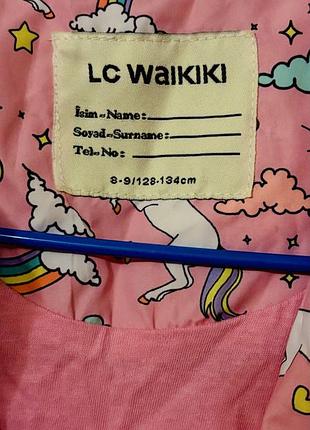 LC WAIKIKI
İsim-Name:
Soyad-Surname:
Tel-No:
8-9/128-134cm